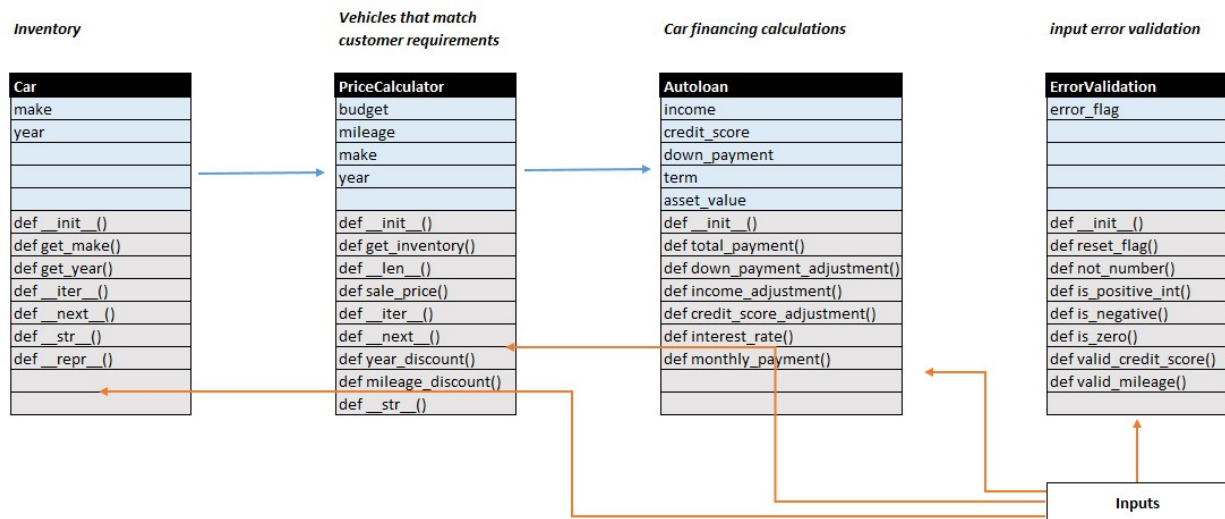 Inventory
Vehicles that match
customer requirements
Car financing calculations
input error validation
Car
make
year
def __init__()
def get_make()
def get_year()
def __iter__()
def __next__()
def __str__()
def __repr__()
PriceCalculator
budget
mileage
make
year
def __init__()
def get_inventory()
def __len__()
def sale_price()
def __iter__()
def __next__()
def year_discount()
def mileage_discount()
def __str__()
Autoloan
income
credit_score
down_payment
term
asset_value
def __init__()
def total_payment()
def down_payment_adjustment()
def income_adjustment()
def credit_score_adjustment()
def interest_rate()
def monthly_payment()
ErrorValidation
error_flag
def __init__()
def reset_flag()
def not_number()
def is_positive_int()
def is_negative()
def is_zero()
def valid_credit_score()
def valid_mileage()
Inputs